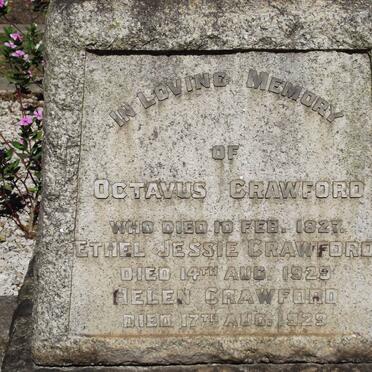 IN LOVING MEMORY
OF
OCTAVUS CRAWFORD
WHO DIED 10 FEB. 1927.
ETHEL JESSIE CRAWFORD
DIED 14TH AUG. 1929
HELEN CRAWFORD
DIED 17TH AUG. 1929